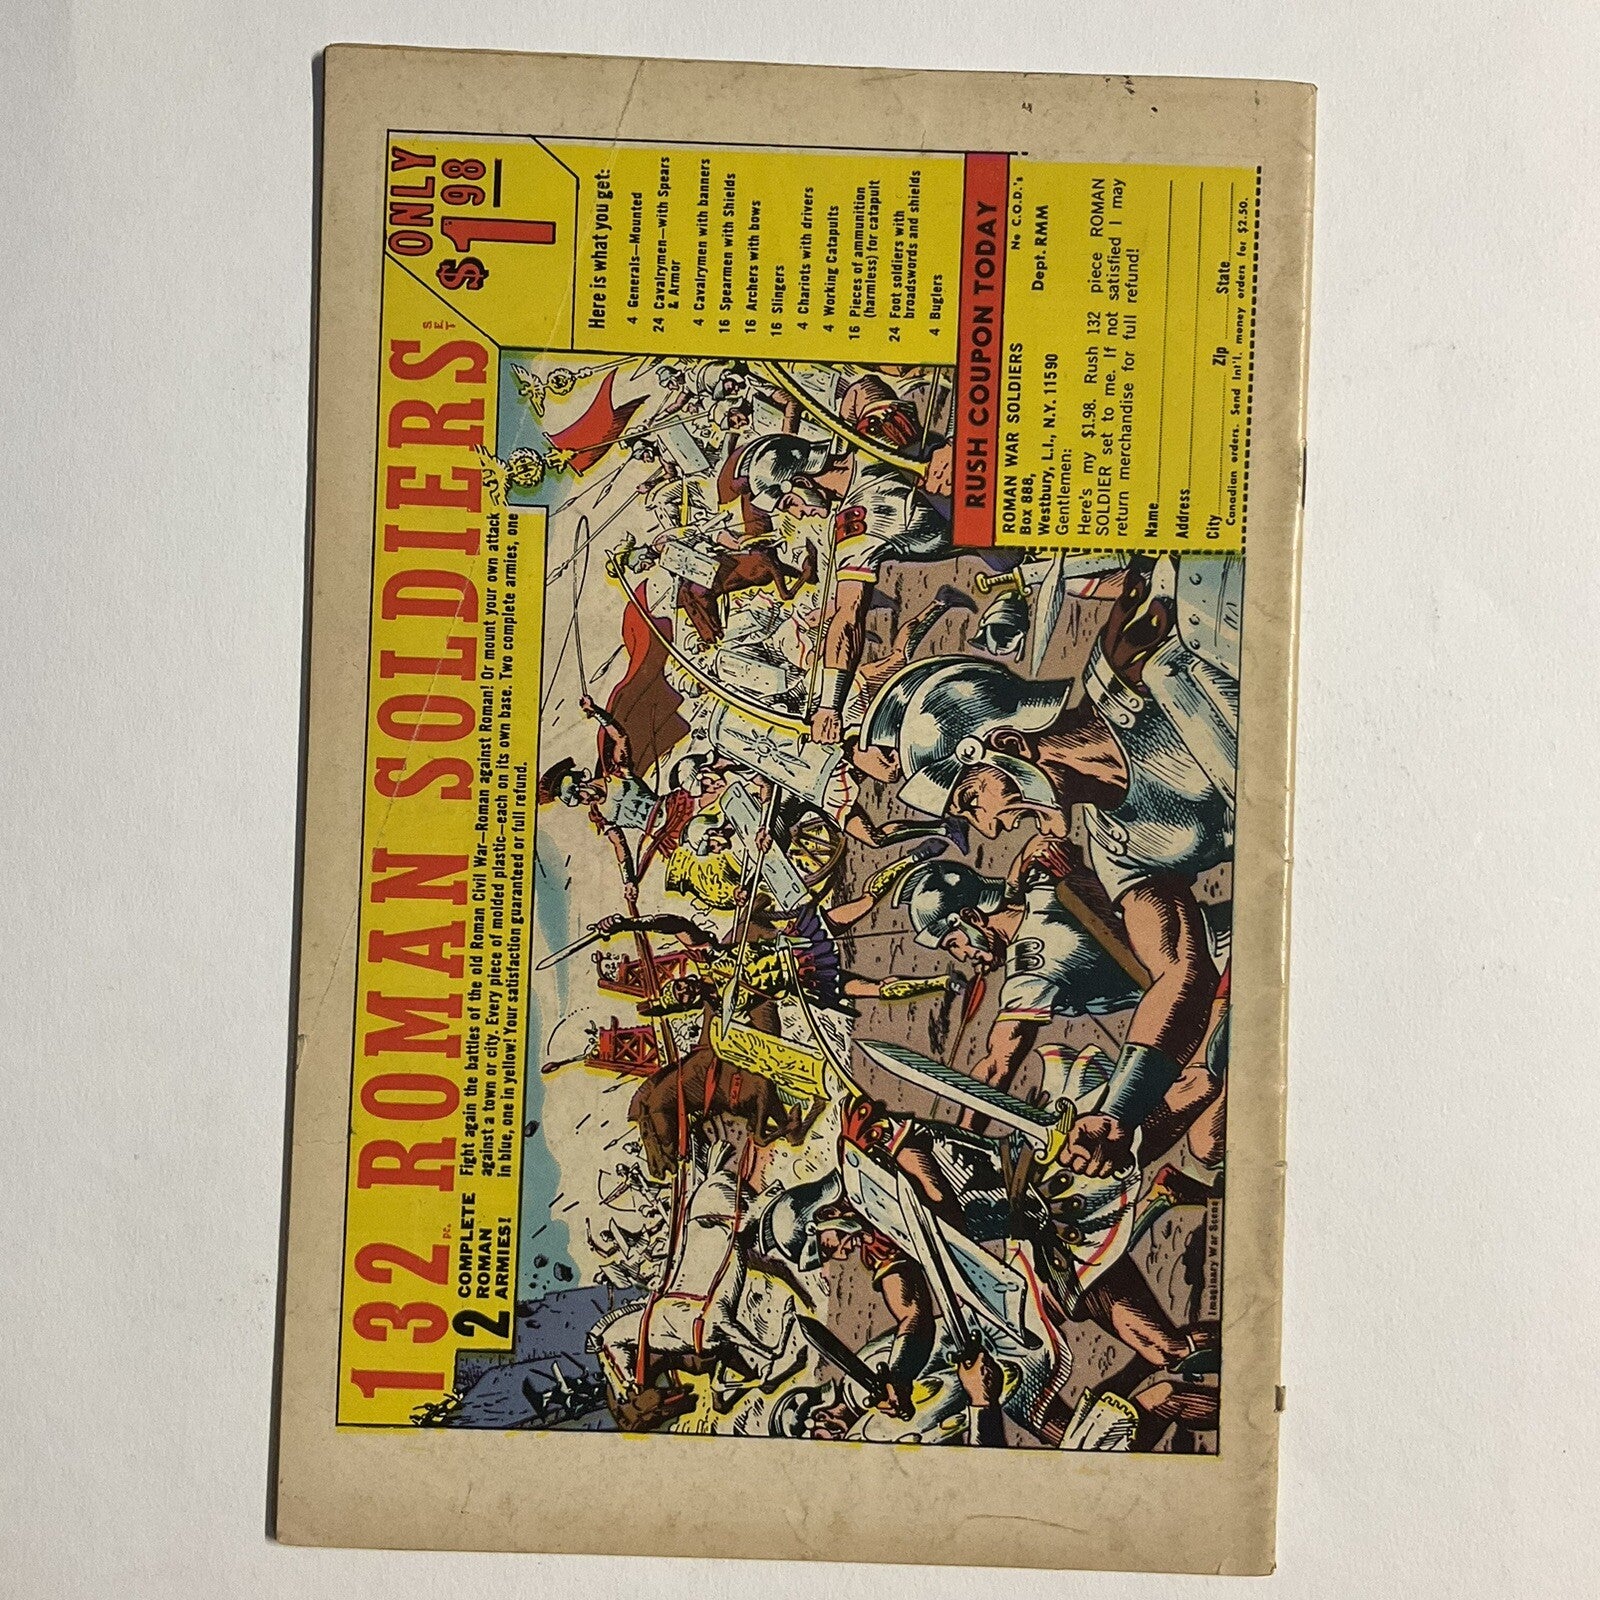 132 pc. ROMAN SOLDIERS SET
ONLY
$1.98
2 COMPLETE
ROMAN
ARMIES!
Fight again the battles of the old Roman Civil War—Roman against Roman! Or mount your own attack
against a town or city. Every piece of molded plastic—each on its own base. Two complete armies, one
in blue, one in yellow! Your satisfaction guaranteed or full refund.
Here is what you get:
4 Generals—Mounted
24 Cavalrymen—with Spears
& Armor
4 Cavalrymen with banners
16 Spearmen with Shields
16 Archers with bows
16 Slingers
4 Chariots with drivers
4 Working Catapults
16 Pieces of ammunition
(harmless) for catapult
24 Foot soldiers with
broadswords and shields
4 Buglers
RUSH COUPON TODAY
No C.O.D.'s
ROMAN WAR SOLDIERS
Box 888, Dept. RMM
Westbury, L.I., N.Y. 11590
Gentlemen:
Here's my $1.98. Rush 132 piece ROMAN
SOLDIER set to me. If not satisfied I may
return merchandise for full refund!
Name
Address
City Zip State
Canadian orders. Send Int'l. money orders for $2.50.
Imaginary War Scene